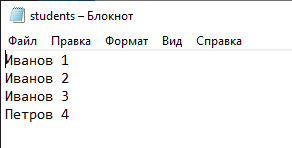 students – Блокнот
Файл Правка Формат Вид Справка
Иванов 1
Иванов 2
Иванов 3
Петров 4